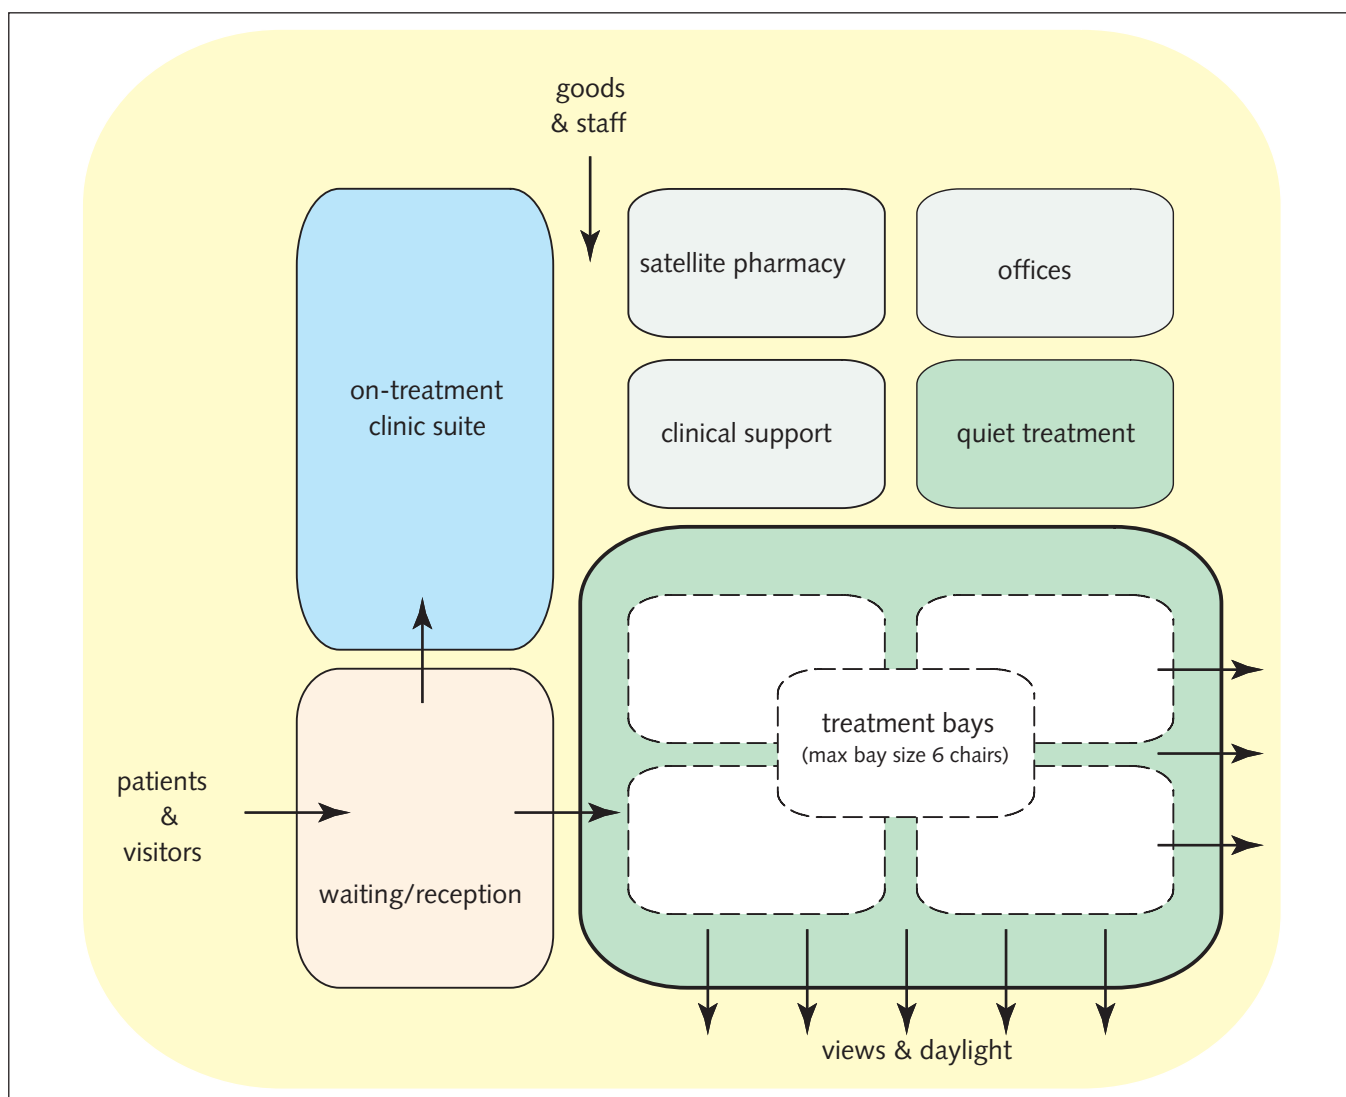 goods
& staff
satellite pharmacy
offices
on-treatment
clinic suite
clinical support
quiet treatment
treatment bays
(max bay size 6 chairs)
patients
&
visitors
waiting/reception
views & daylight